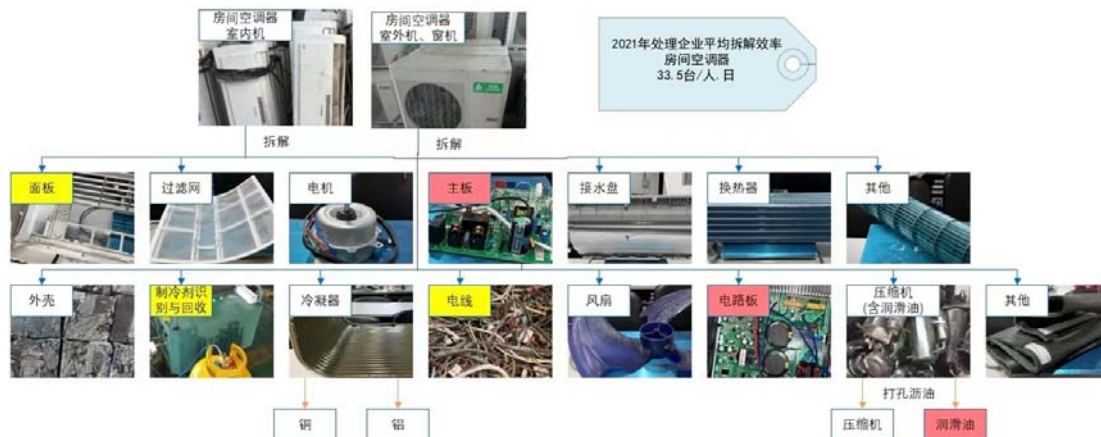 房间空调器
室内机
房间空调器
室外机、窗机
2021年处理企业平均拆解效率
房间空调器
33.5台/人.日
拆解
拆解
面板
过滤网
电机
主板
接水盘
换热器
其他
外壳
制冷剂识
别与回收
冷凝器
电线
风扇
电路板
压缩机
(含润滑油)
其他
打孔沥油
铜
铝
压缩机
润滑油